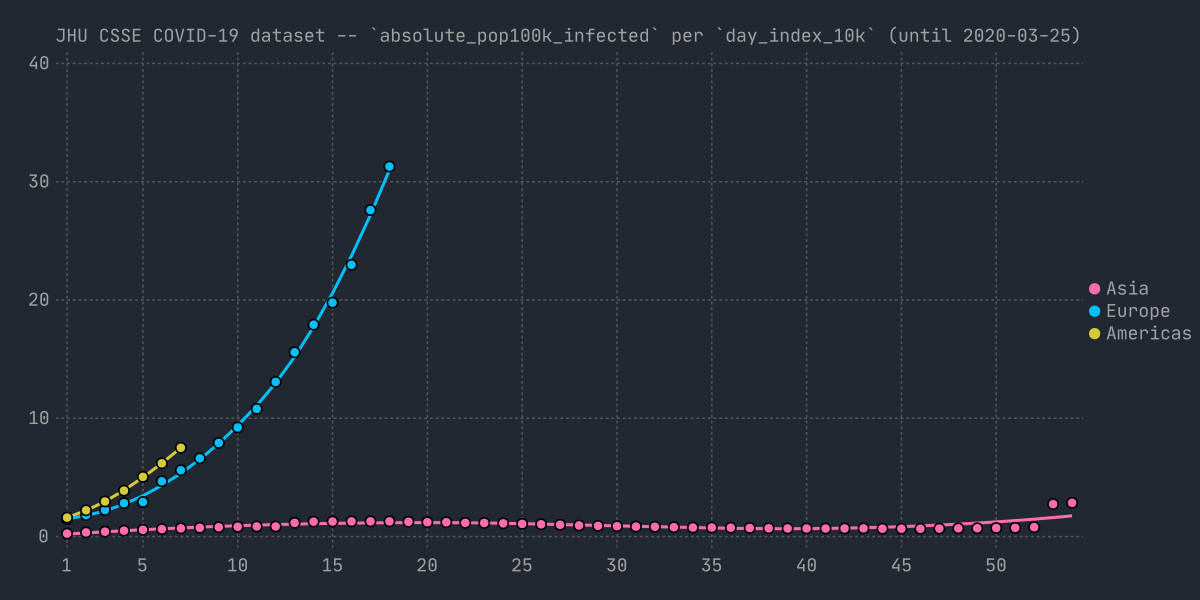 JHU CSSE COVID-19 dataset -- `absolute_pop100k_infected` per `day_index_10k` (until 2020-03-25)
40
30
20
10
0
1 5 10 15 20 25 30 35 40 45 50
Asia
Europe
Americas